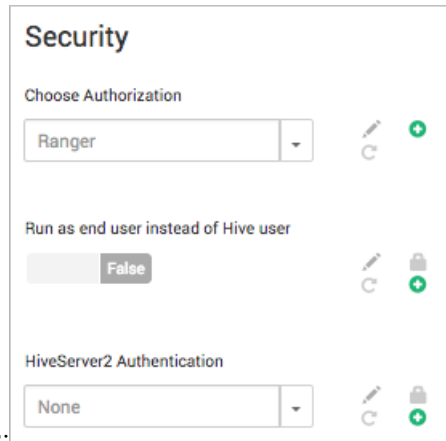 Security
Choose Authorization
Ranger
Run as end user instead of Hive user
False
HiveServer2 Authentication
None
..